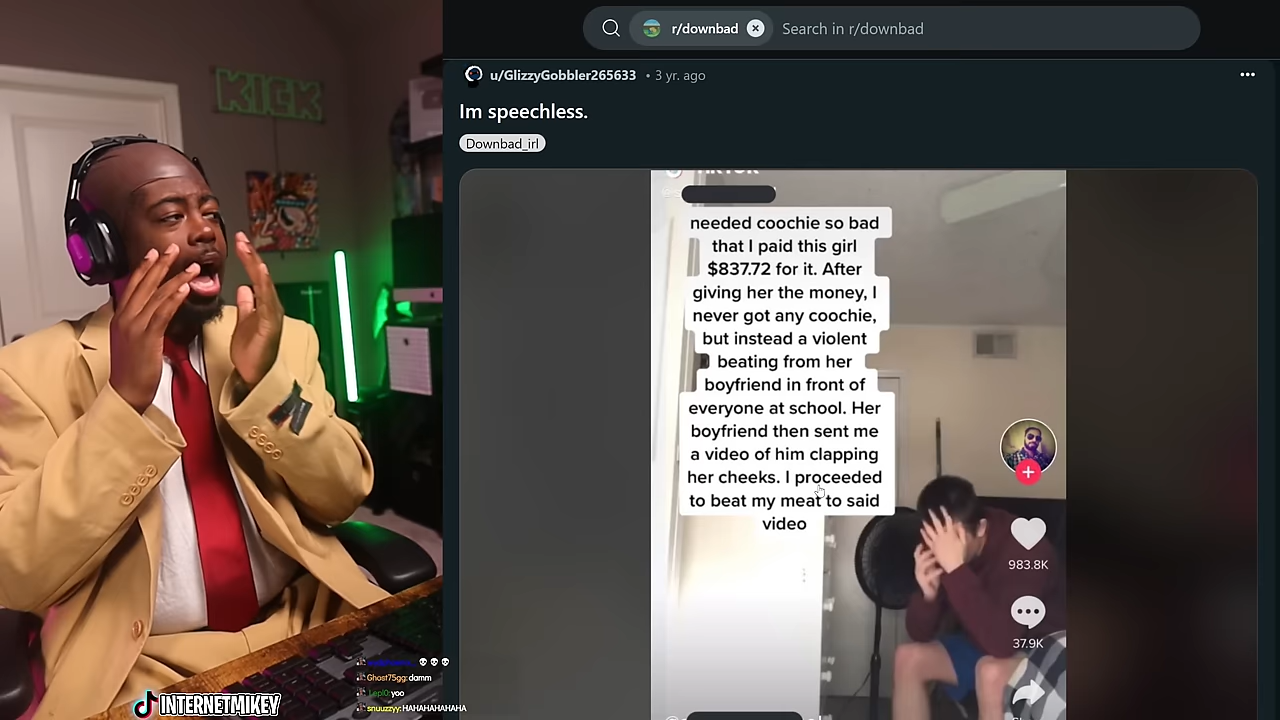 KICK
r/downbad
Search in r/downbad
u/GlizzyGobbler265633
• 3 yr. ago
Im speechless.
Downbad_irl
needed coochie so bad
that I paid this girl
$837.72 for it. After
giving her the money, I
never got any coochie,
but instead a violent
beating from her
boyfriend in front of
everyone at school. Her
boyfriend then sent me
a video of him clapping
her cheeks. I proceeded
to beat my meat to said
video
983.8K
37.9K
Ghost75gg: damm
Lepi0: yoo
snuuzzyy: HAHAHAHAHAHA
INTERNETMIKEY